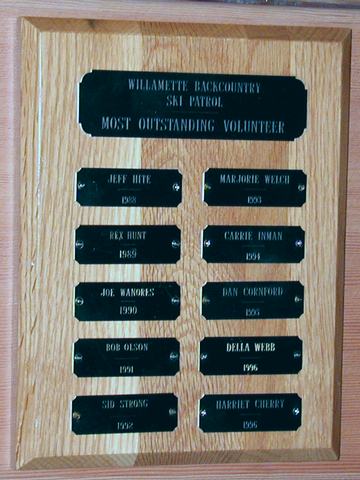 WILLAMETTE BACKCOUNTRY
SKI PATROL
MOST OUTSTANDING VOLUNTEER
JEFF HITE
1988
REX HUNT
1989
JOE WANORES
1990
BOB OLSON
1991
SID STRONG
1992
MARJORIE WELCH
1993
CARRIE INMAN
1994
DAN CORNFORD
1995
DELLA WEBB
1996
HARRIET CHERRY
1996